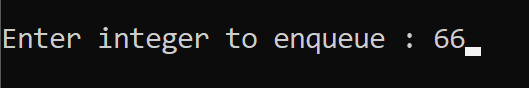 Enter integer to enqueue : 66